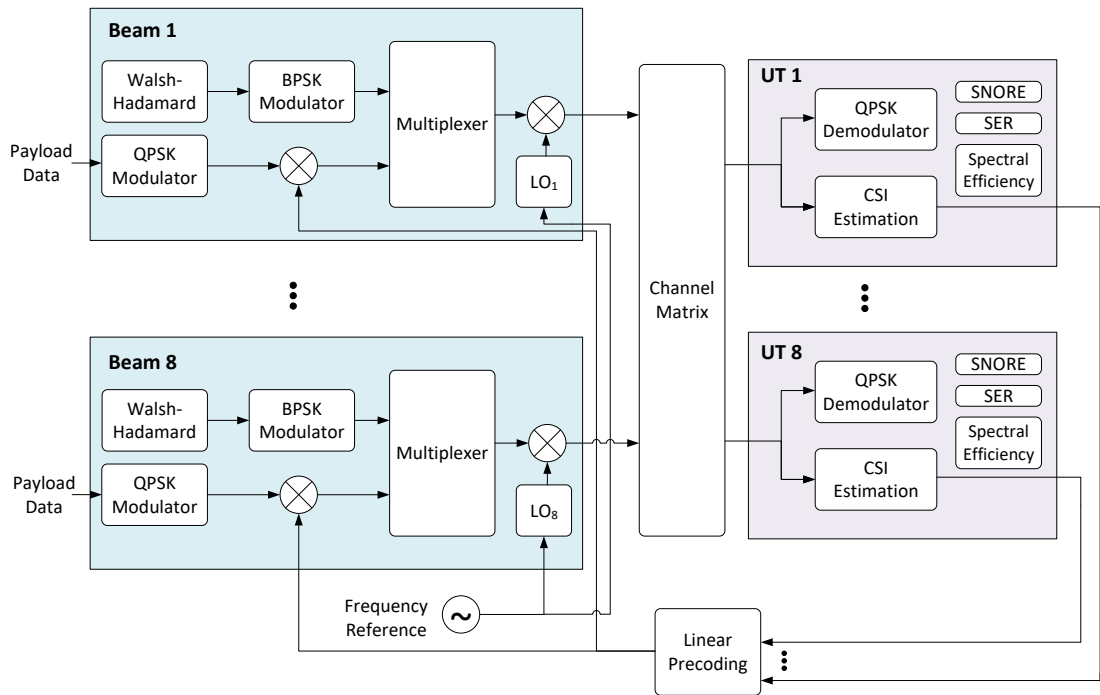 Beam 1
Walsh-
Hadamard
BPSK
Modulator
Multiplexer
Payload
Data
QPSK
Modulator
LO₁
Channel
Matrix
UT 1
QPSK
Demodulator
SNORE
SER
Spectral
Efficiency
CSI
Estimation
Beam 8
Walsh-
Hadamard
BPSK
Modulator
Multiplexer
Payload
Data
QPSK
Modulator
LO₈
UT 8
QPSK
Demodulator
SNORE
SER
Spectral
Efficiency
CSI
Estimation
Frequency
Reference
~
Linear
Precoding